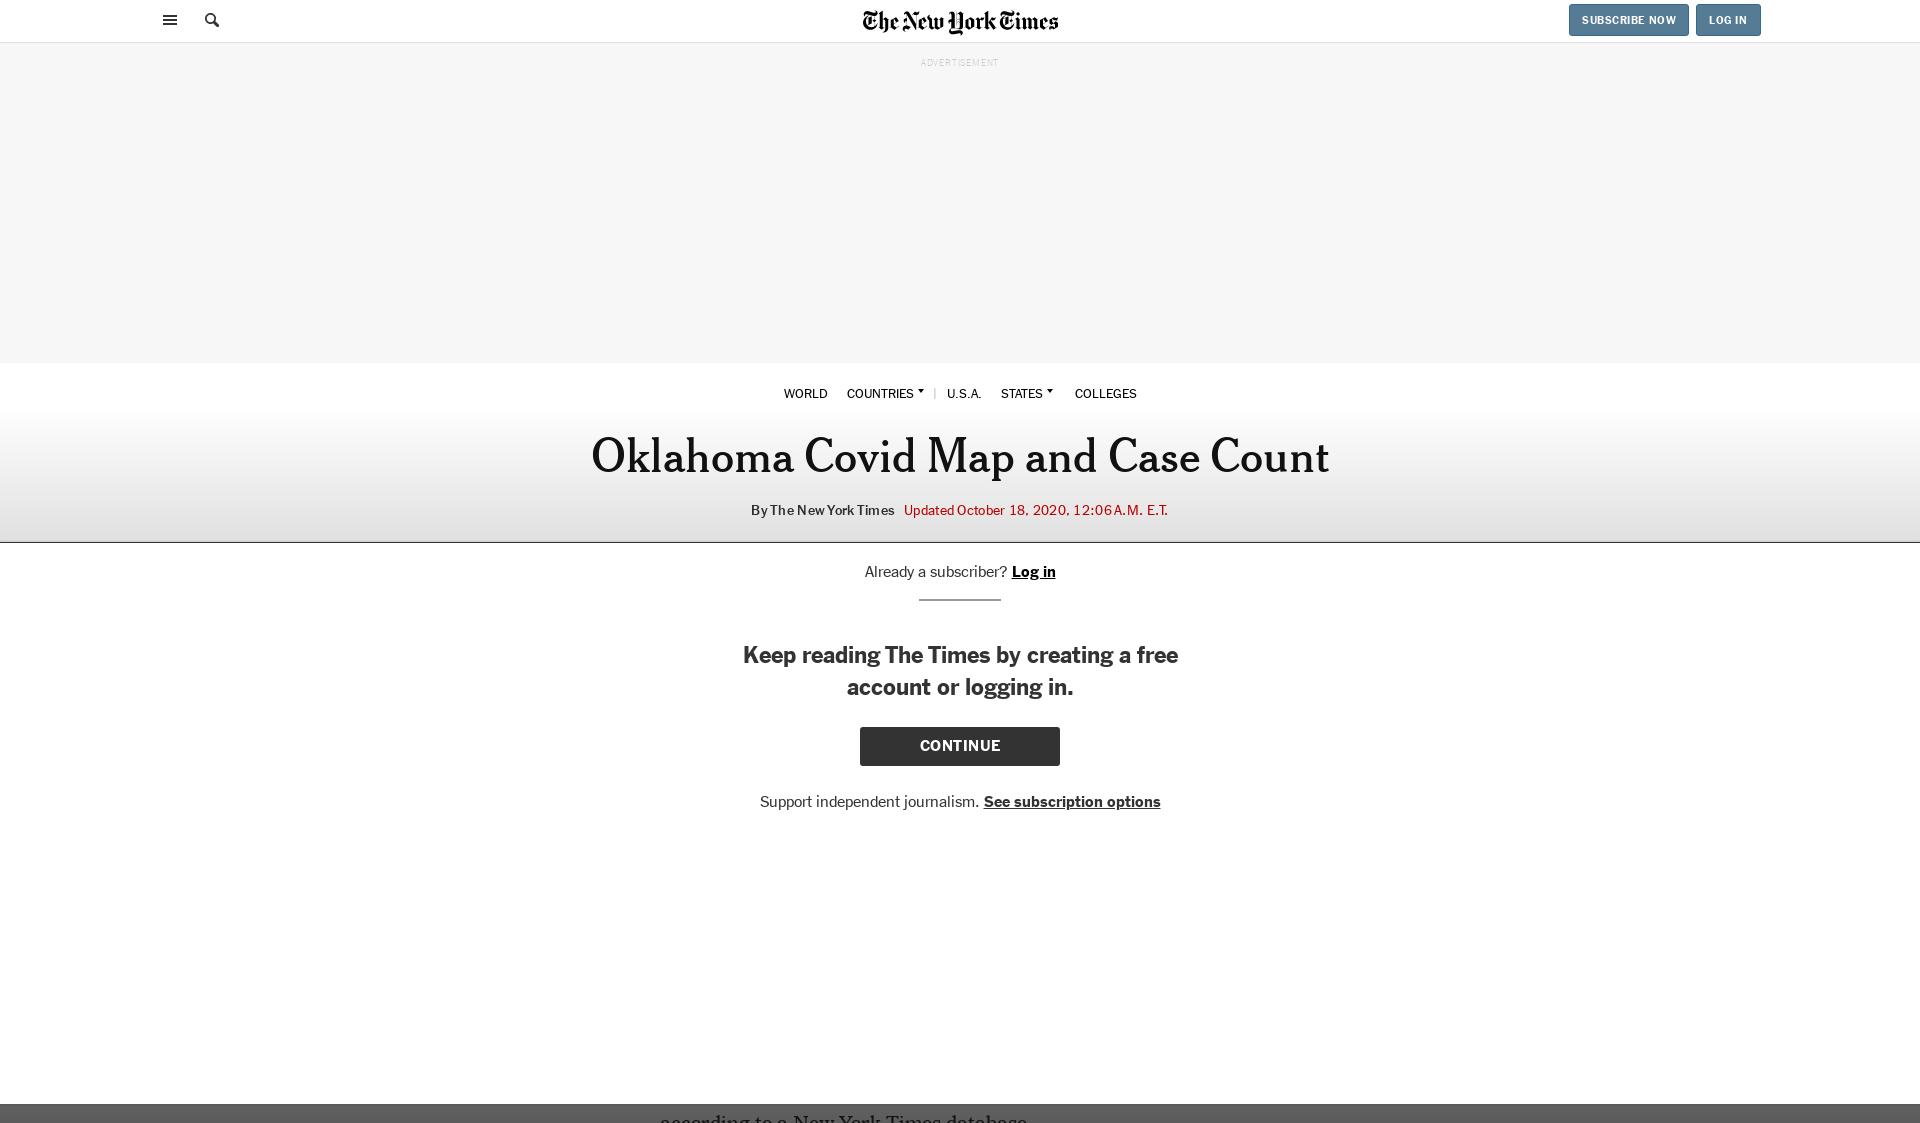 The New York Times
SUBSCRIBE NOW
LOG IN
ADVERTISEMENT
WORLD COUNTRIES | U.S.A. STATES COLLEGES
Oklahoma Covid Map and Case Count
By The New York Times Updated October 18, 2020, 12:06 A.M. E.T.
Already a subscriber? Log in
Keep reading The Times by creating a free
account or logging in.
CONTINUE
Support independent journalism. See subscription options
according to a New York Times database